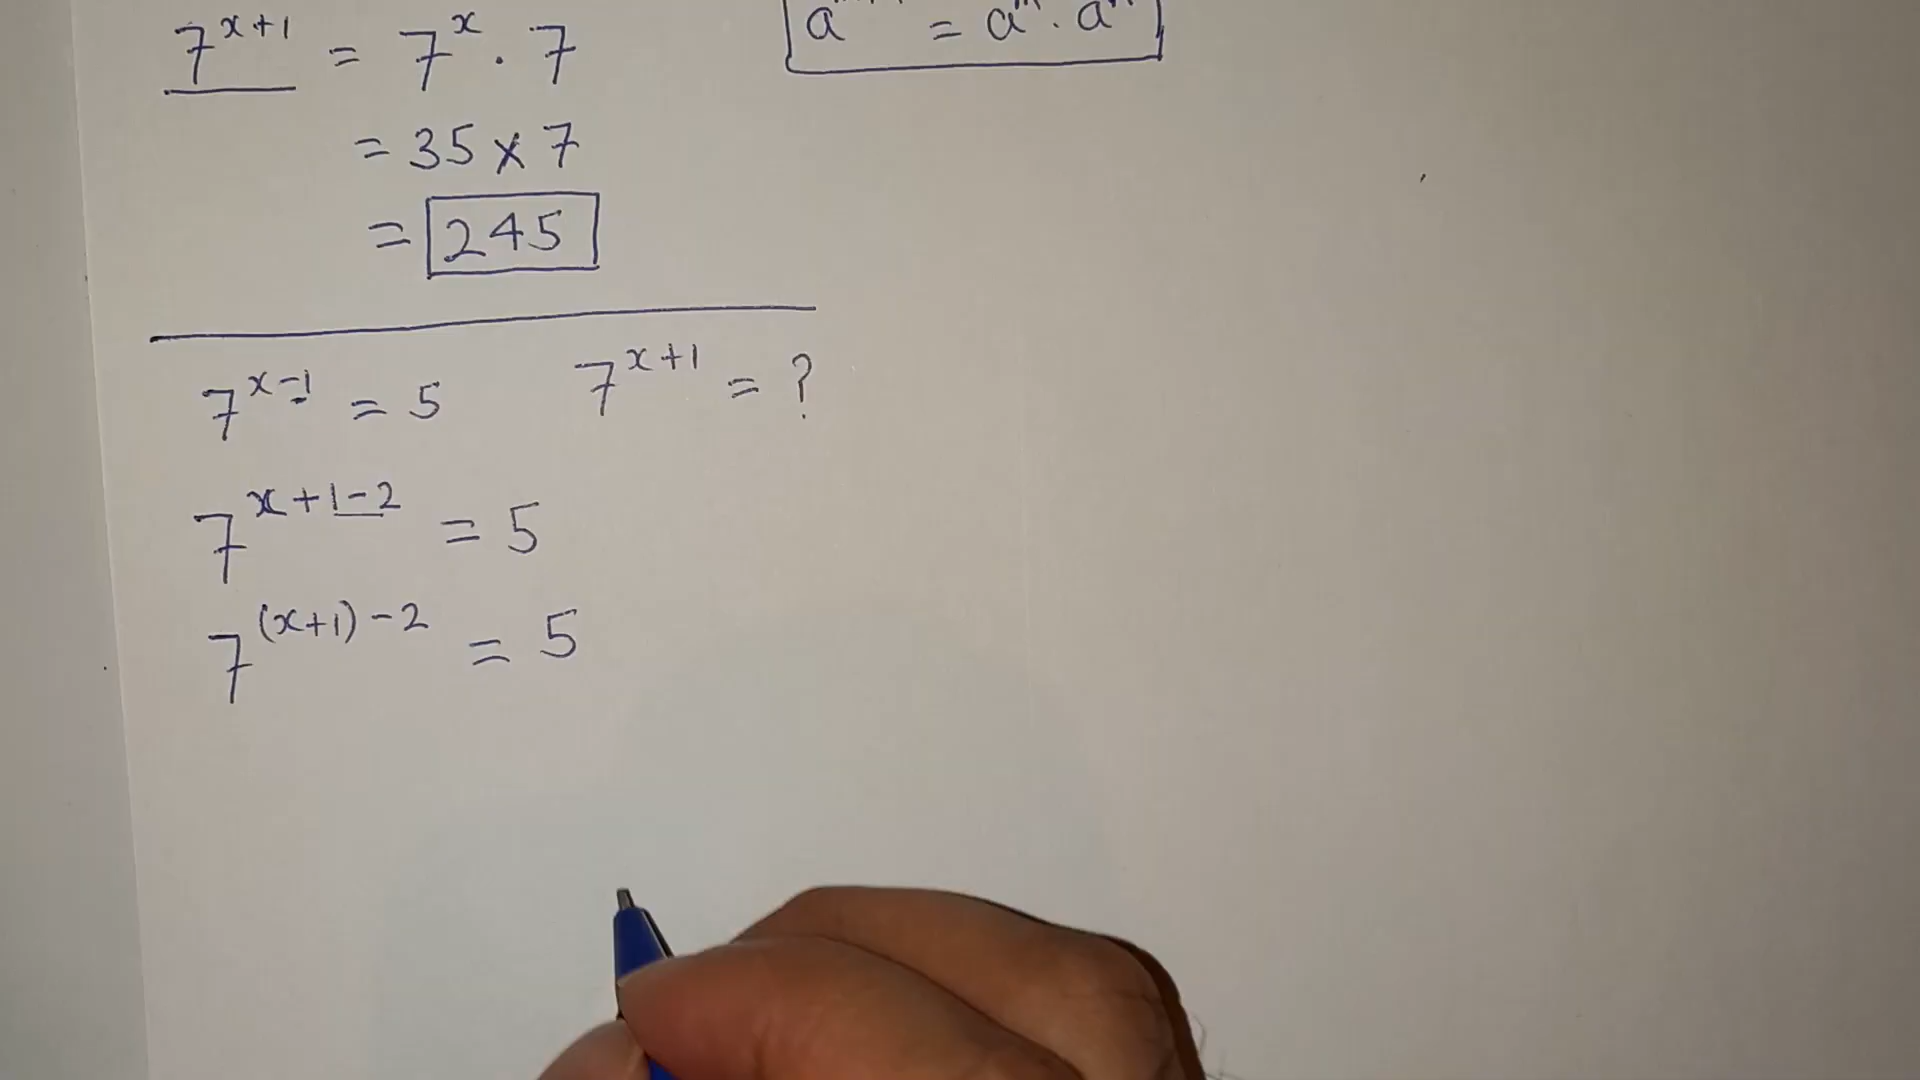 7^{x+1} = 7^x · 7
= a^m · a^n
= 35 × 7
= 245
7^{x-1} = 5   7^{x+1} = ?
7^{x+1-2} = 5
7^{(x+1)-2} = 5